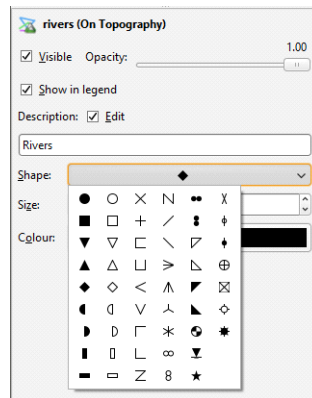 rivers (On Topography)
1.00
Visible Opacity:
Show in legend
Description: Edit
Rivers
Shape:
Size:
Colour: